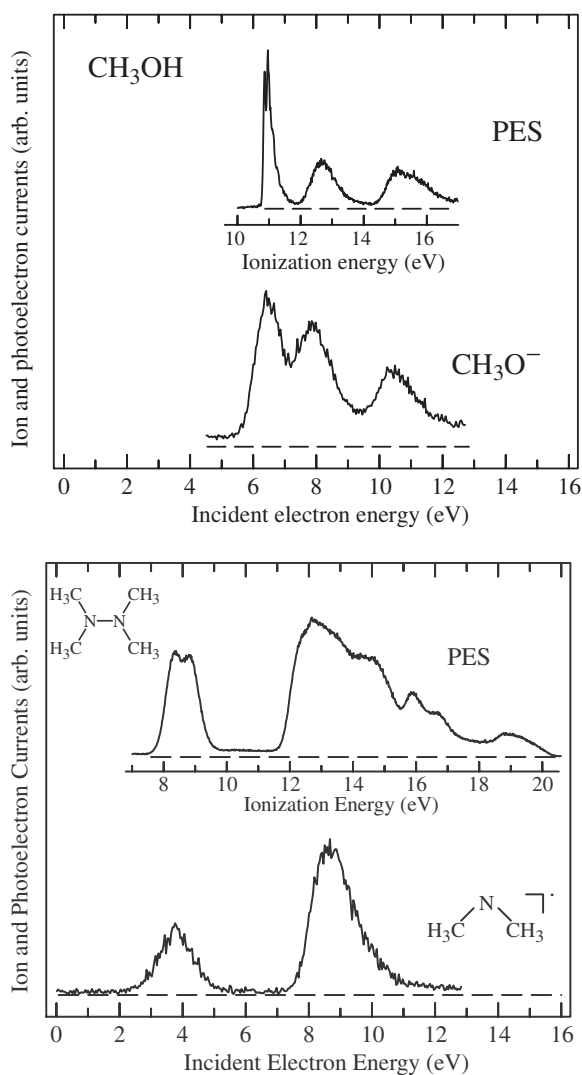 CH₃OH
PES
10 12 14 16
Ionization energy (eV)
CH₃O⁻
0 2 4 6 8 10 12 14 16
Incident electron energy (eV)
Ion and photoelectron currents (arb. units)
H₃C CH₃
N N
H₃C CH₃
PES
8 10 12 14 16 18 20
Ionization Energy (eV)
N
H₃C CH₃
0 2 4 6 8 10 12 14 16
Incident Electron Energy (eV)
Ion and Photoelectron Currents (arb. units)